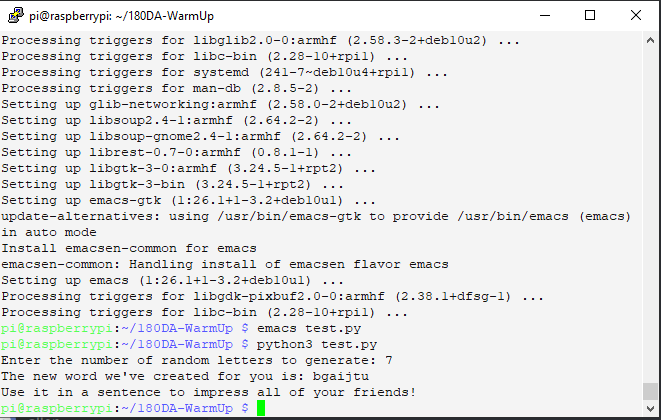 pi@raspberrypi: ~/180DA-WarmUp
Processing triggers for libglib2.0-0:armhf (2.58.3-2+deb10u2) ...
Processing triggers for libc-bin (2.28-10+rpi1) ...
Processing triggers for systemd (241-7~deb10u4+rpi1) ...
Processing triggers for man-db (2.8.5-2) ...
Setting up glib-networking:armhf (2.58.0-2+deb10u2) ...
Setting up libsoup2.4-1:armhf (2.64.2-2) ...
Setting up libsoup-gnome2.4-1:armhf (2.64.2-2) ...
Setting up librest-0.7-0:armhf (0.8.1-1) ...
Setting up libgtk-3-0:armhf (3.24.5-1+rpt2) ...
Setting up libgtk-3-bin (3.24.5-1+rpt2) ...
Setting up emacs-gtk (1:26.1+1-3.2+deb10u1) ...
update-alternatives: using /usr/bin/emacs-gtk to provide /usr/bin/emacs (emacs)
in auto mode
Install emacsen-common for emacs
emacsen-common: Handling install of emacsen flavor emacs
Setting up emacs (1:26.1+1-3.2+deb10u1) ...
Processing triggers for libgdk-pixbuf2.0-0:armhf (2.38.1+dfsg-1) ...
Processing triggers for libc-bin (2.28-10+rpi1) ...
pi@raspberrypi:~/180DA-WarmUp $ emacs test.py
pi@raspberrypi:~/180DA-WarmUp $ python3 test.py
Enter the number of random letters to generate: 7
The new word we've created for you is: bgaijtu
Use it in a sentence to impress all of your friends!
pi@raspberrypi:~/180DA-WarmUp $